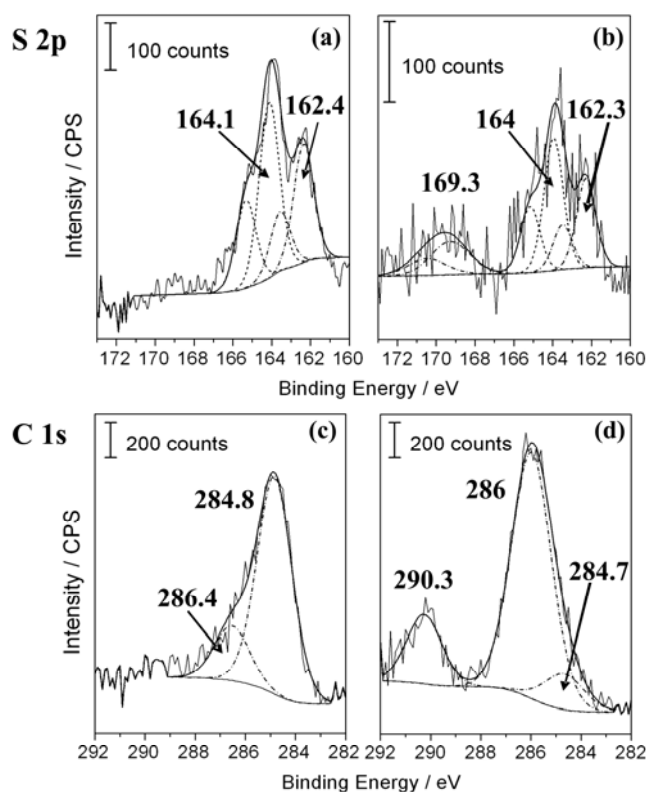 S 2p
(a)
100 counts
164.1
162.4
Intensity / CPS
172 170 168 166 164 162 160
(b)
100 counts
164
162.3
169.3
172 170 168 166 164 162 160
Binding Energy / eV
C 1s
(c)
200 counts
284.8
286.4
Intensity / CPS
292 290 288 286 284 282
Binding Energy / eV
(d)
200 counts
286
290.3
284.7
292 290 288 286 284 282
Binding Energy / eV